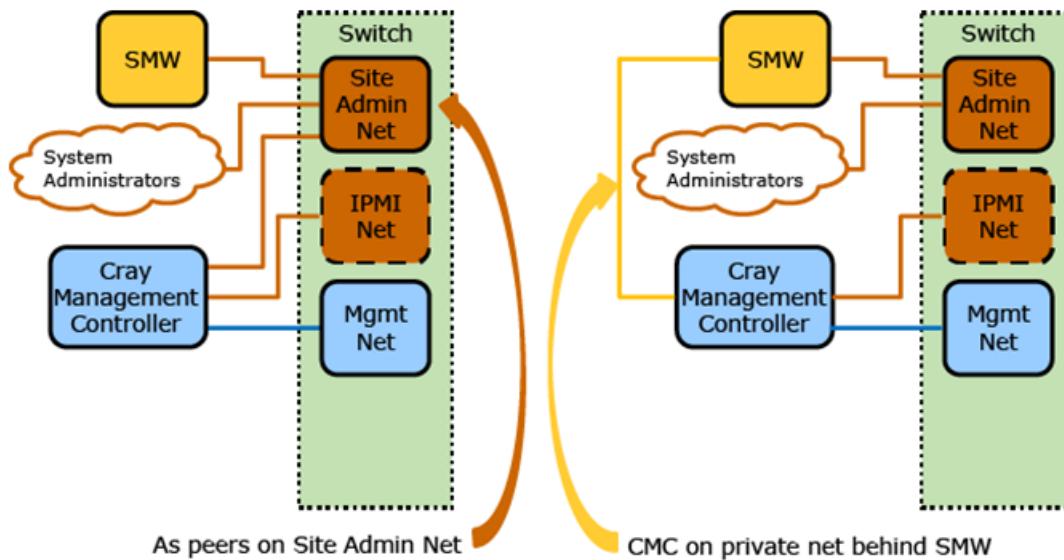 Switch
SMW
Site
Admin
Net
System
Administrators
IPMI
Net
Cray
Management
Controller
Mgmt
Net
As peers on Site Admin Net
Switch
SMW
Site
Admin
Net
System
Administrators
IPMI
Net
Cray
Management
Controller
Mgmt
Net
CMC on private net behind SMW